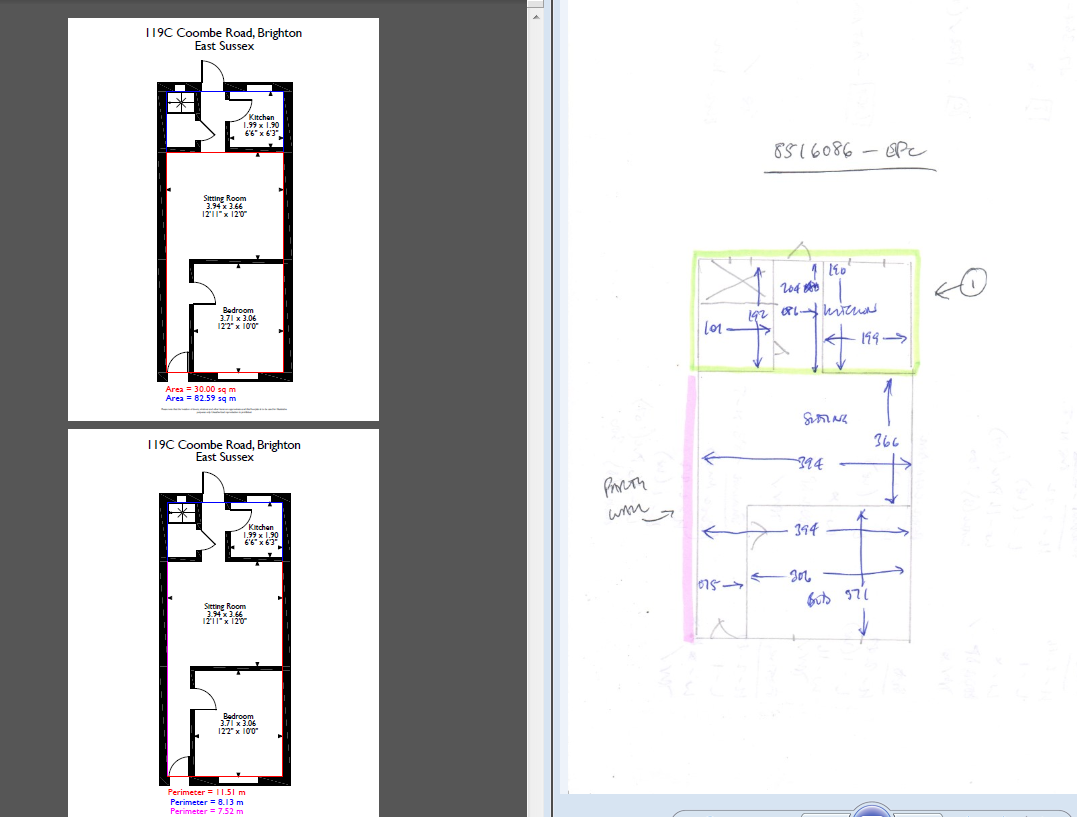 119C Coombe Road, Brighton
East Sussex
Kitchen
1.99 x 1.90
6'6" x 6'3"
Sitting Room
3.94 x 3.66
12'11" x 12'0"
Bedroom
3.71 x 3.06
12'2" x 10'0"
Area = 30.00 sq m
Area = 82.59 sq m
119C Coombe Road, Brighton
East Sussex
Kitchen
1.99 x 1.90
6'6" x 6'3"
Sitting Room
3.94 x 3.66
12'11" x 12'0"
Bedroom
3.71 x 3.06
12'2" x 10'0"
Perimeter = 11.51 m
Perimeter = 8.13 m
Perimeter = 7.52 m
8516086 - EPC
1
190
204
192
086
KITCHEN
101
199
SITTING
366
394
PARTY
WALL
394
306
075
BED 371